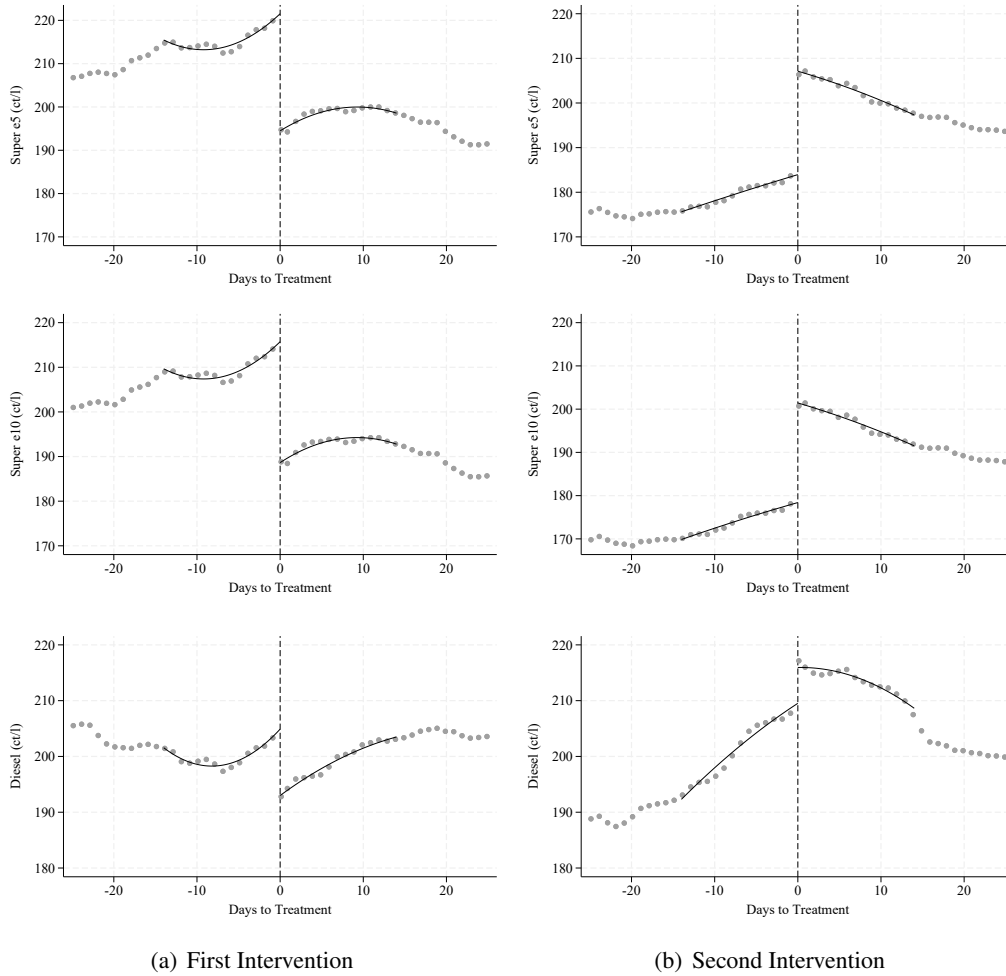 220
210
200
190
180
170
Super e5 (ct/l)
-20 -10 0 10 20
Days to Treatment
220
210
200
190
180
170
Super e5 (ct/l)
-20 -10 0 10 20
Days to Treatment
220
210
200
190
180
170
Super e10 (ct/l)
-20 -10 0 10 20
Days to Treatment
220
210
200
190
180
170
Super e10 (ct/l)
-20 -10 0 10 20
Days to Treatment
220
210
200
190
180
Diesel (ct/l)
-20 -10 0 10 20
Days to Treatment
220
210
200
190
180
Diesel (ct/l)
-20 -10 0 10 20
Days to Treatment
(a) First Intervention
(b) Second Intervention